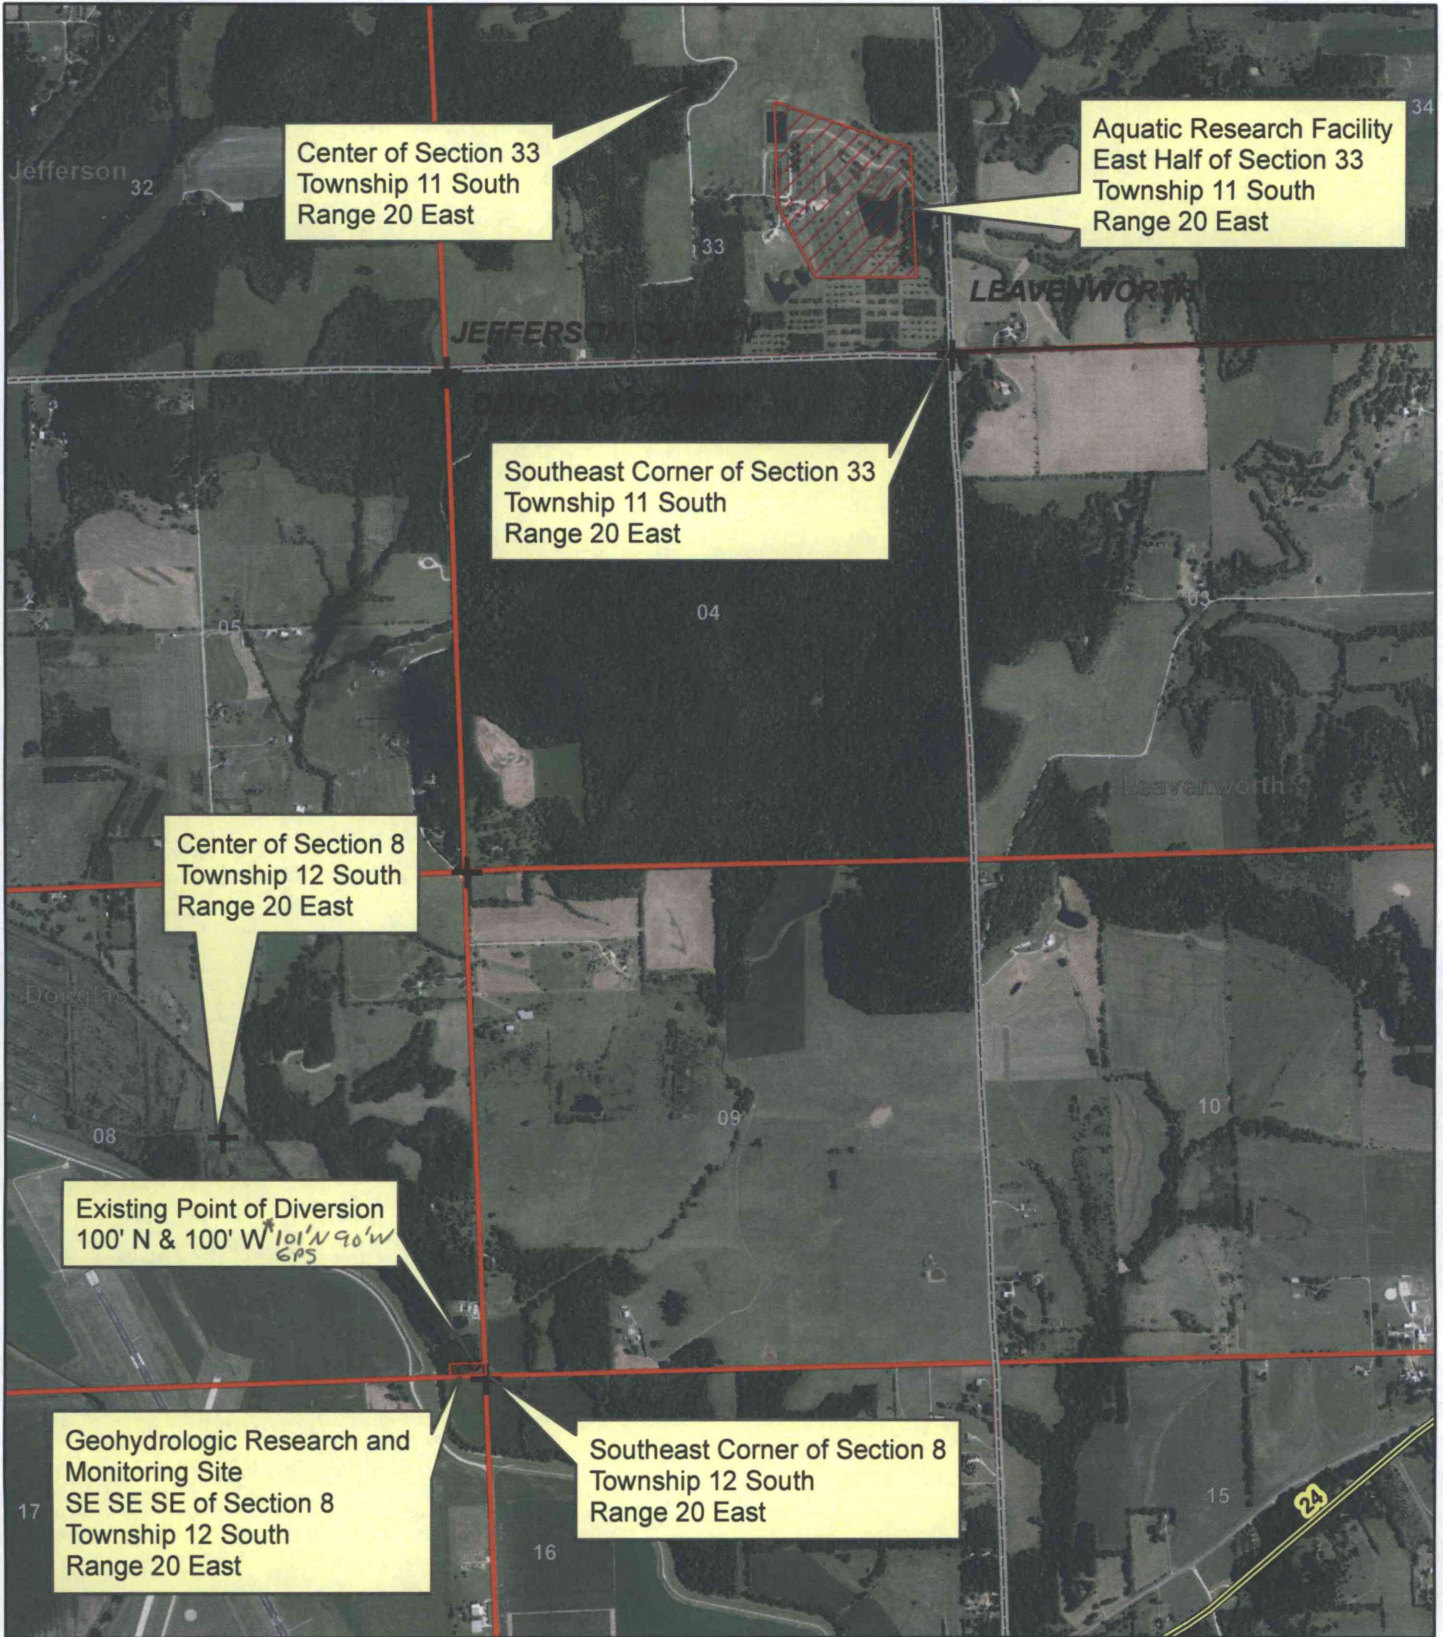 34
Center of Section 33
Township 11 South
Range 20 East
Aquatic Research Facility
East Half of Section 33
Township 11 South
Range 20 East
Jefferson
32
33
LEAVENWORTH COUNTY
JEFFERSON COUNTY
DOUGLAS COUNTY
Southeast Corner of Section 33
Township 11 South
Range 20 East
04
03
05
Leavenworth
Center of Section 8
Township 12 South
Range 20 East
Douglas
08
09
10
Existing Point of Diversion
100' N & 100' W * 101'N 90'W
GPS
Geohydrologic Research and
Monitoring Site
SE SE SE of Section 8
Township 12 South
Range 20 East
Southeast Corner of Section 8
Township 12 South
Range 20 East
17
16
15
24